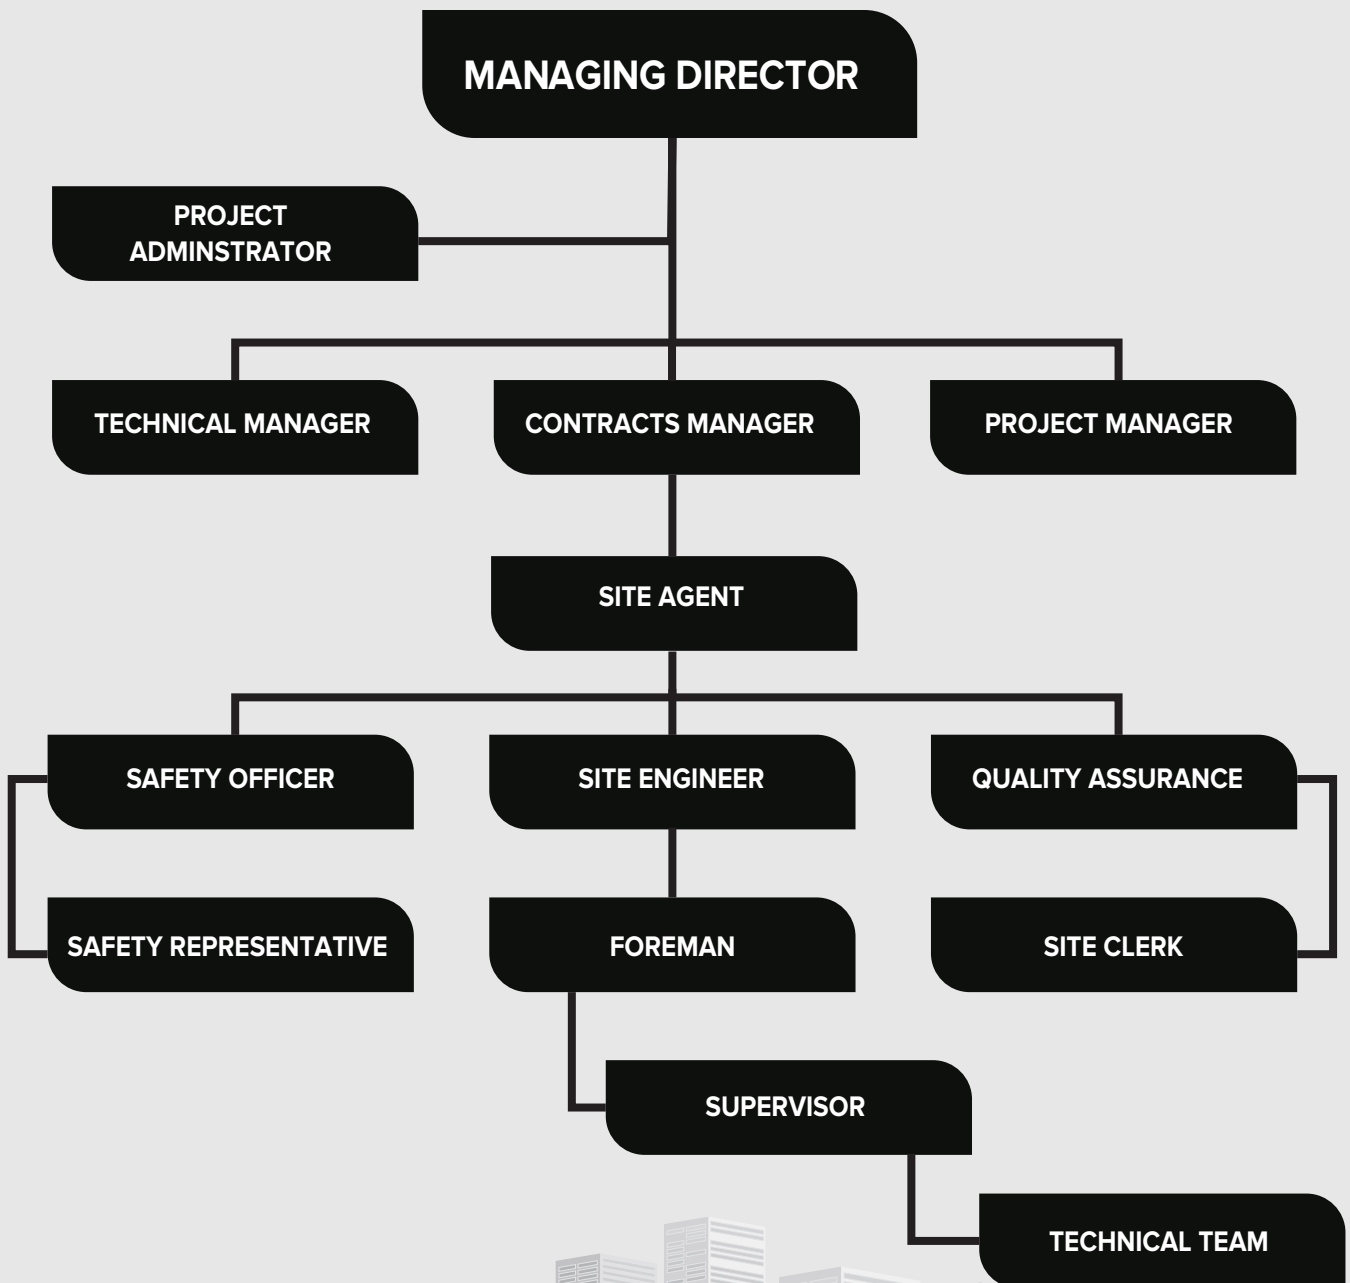 MANAGING DIRECTOR
PROJECT
ADMINSTRATOR
TECHNICAL MANAGER
CONTRACTS MANAGER
PROJECT MANAGER
SITE AGENT
SAFETY OFFICER
SITE ENGINEER
QUALITY ASSURANCE
SAFETY REPRESENTATIVE
FOREMAN
SITE CLERK
SUPERVISOR
TECHNICAL TEAM